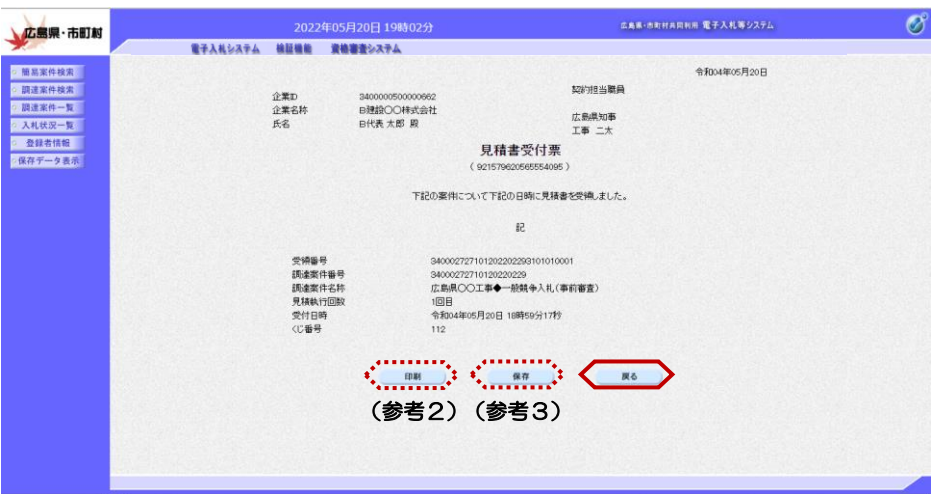 広島県・市町村
2022年05月20日 19時02分
広島県・市町村共同利用 電子入札等システム
電子入札システム 検証機能 資格審査システム
簡易案件検索
調達案件検索
調達案件一覧
入札状況一覧
登録者情報
保存データ表示
令和04年05月20日
企業ID 3400000500000662
企業名称 日建設〇〇株式会社
氏名 日代表 太郎 殿
契約担当職員
広島県知事
工事 二太
見積書受付票
( 921579620565554095 )
下記の案件について下記の日時に見積書を受領しました。
記
受領番号 34000272710120220229310101​0001
調達案件番号 34000272710120220229
調達案件名称 広島県〇〇工事◆一般競争入札(事前審査)
見積執行回数 1回目
受付日時 令和04年05月20日 18時59分17秒
くじ番号 112
印刷 保存 戻る
(参考2) (参考3)